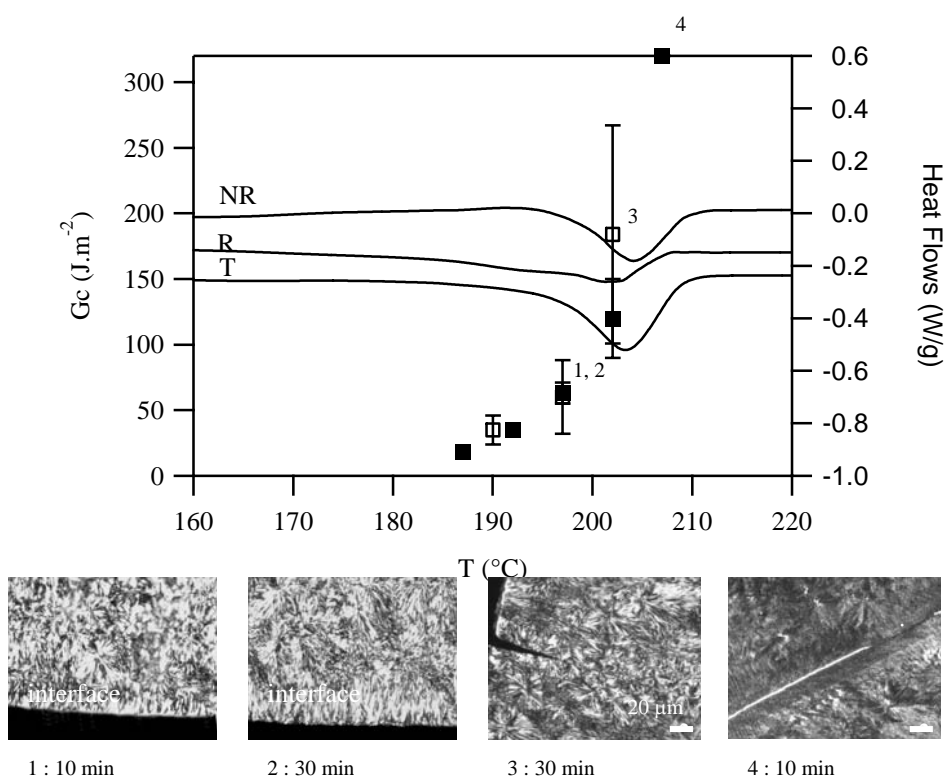 4
300
250
200
150
100
50
0
Gc (J.m-2)
0.6
0.4
0.2
0.0
-0.2
-0.4
-0.6
-0.8
-1.0
Heat Flows (W/g)
NR
R
T
3
1, 2
160 170 180 190 200 210 220
T (°C)
interface
interface
20 µm
1 : 10 min
2 : 30 min
3 : 30 min
4 : 10 min